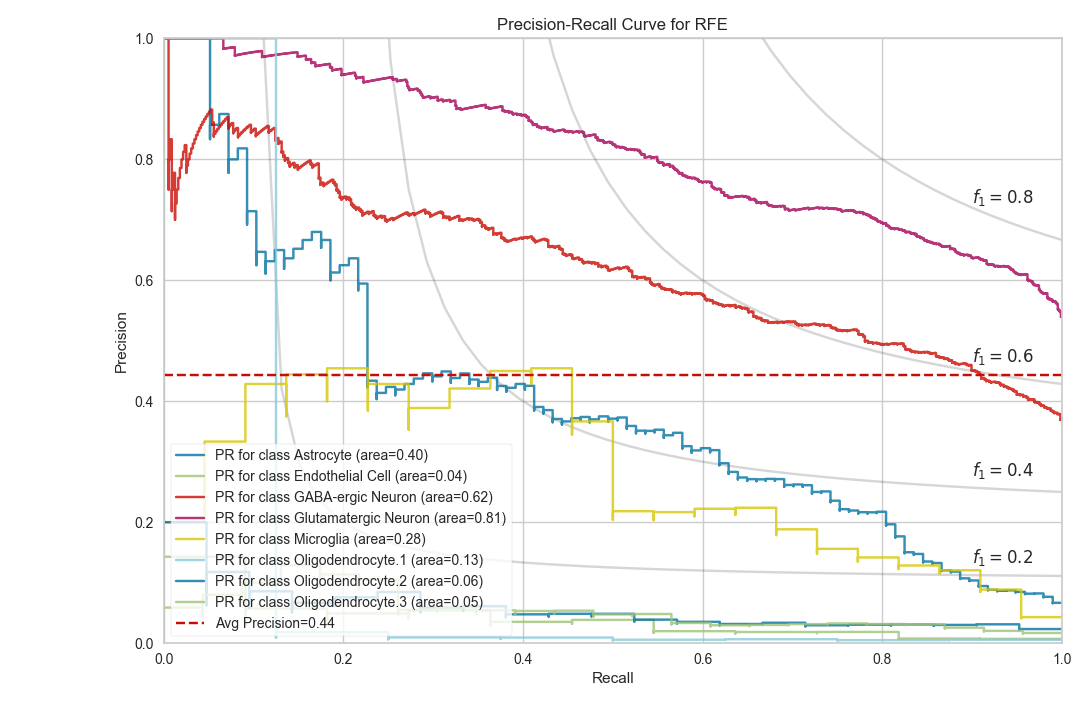 Precision-Recall Curve for RFE
1.0
0.8
0.6
0.4
0.2
0.0
Precision
f1 = 0.8
f1 = 0.6
f1 = 0.4
f1 = 0.2
PR for class Astrocyte (area=0.40)
PR for class Endothelial Cell (area=0.04)
PR for class GABA-ergic Neuron (area=0.62)
PR for class Glutamatergic Neuron (area=0.81)
PR for class Microglia (area=0.28)
PR for class Oligodendrocyte.1 (area=0.13)
PR for class Oligodendrocyte.2 (area=0.06)
PR for class Oligodendrocyte.3 (area=0.05)
Avg Precision=0.44
0.0 0.2 0.4 0.6 0.8 1.0
Recall